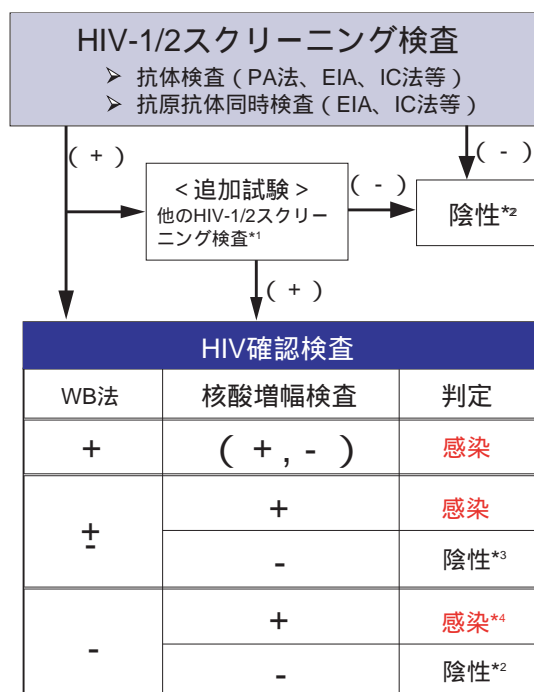 HIV-1/2スクリーニング検査
➢ 抗体検査（PA法、EIA、IC法等）
➢ 抗原抗体同時検査（EIA、IC法等）
（+）
（-）
＜追加試験＞
他のHIV-1/2スクリー
ニング検査*1
（-）
陰性*2
（+）
HIV確認検査
WB法 核酸増幅検査 判定
+ （+,-） 感染
± + 感染
- 陰性*3
- + 感染*4
- 陰性*2